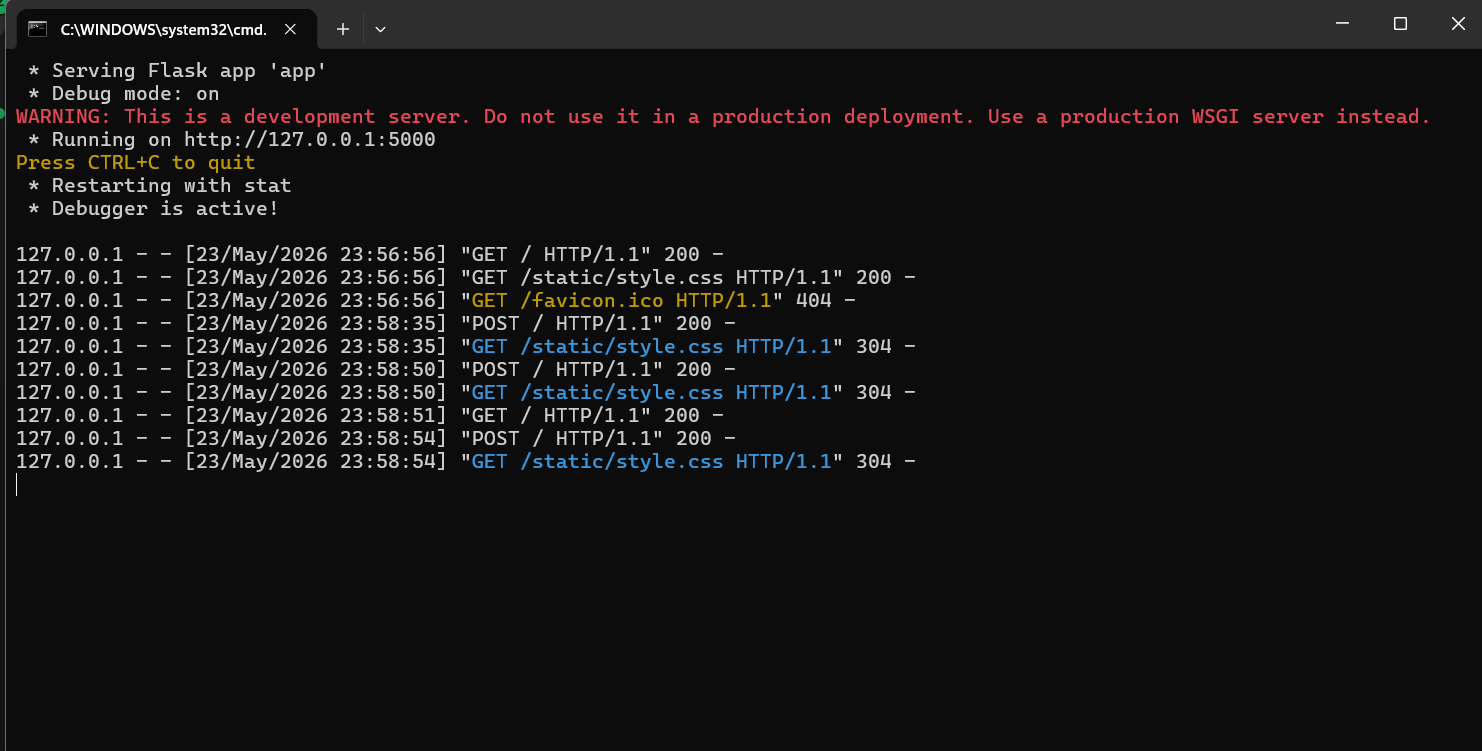 C:\WINDOWS\system32\cmd.
* Serving Flask app 'app'
* Debug mode: on
WARNING: This is a development server. Do not use it in a production deployment. Use a production WSGI server instead.
* Running on http://127.0.0.1:5000
Press CTRL+C to quit
* Restarting with stat
* Debugger is active!
127.0.0.1 - - [23/May/2026 23:56:56] "GET / HTTP/1.1" 200 -
127.0.0.1 - - [23/May/2026 23:56:56] "GET /static/style.css HTTP/1.1" 200 -
127.0.0.1 - - [23/May/2026 23:56:56] "GET /favicon.ico HTTP/1.1" 404 -
127.0.0.1 - - [23/May/2026 23:58:35] "POST / HTTP/1.1" 200 -
127.0.0.1 - - [23/May/2026 23:58:35] "GET /static/style.css HTTP/1.1" 304 -
127.0.0.1 - - [23/May/2026 23:58:50] "POST / HTTP/1.1" 200 -
127.0.0.1 - - [23/May/2026 23:58:50] "GET /static/style.css HTTP/1.1" 304 -
127.0.0.1 - - [23/May/2026 23:58:51] "GET / HTTP/1.1" 200 -
127.0.0.1 - - [23/May/2026 23:58:54] "POST / HTTP/1.1" 200 -
127.0.0.1 - - [23/May/2026 23:58:54] "GET /static/style.css HTTP/1.1" 304 -